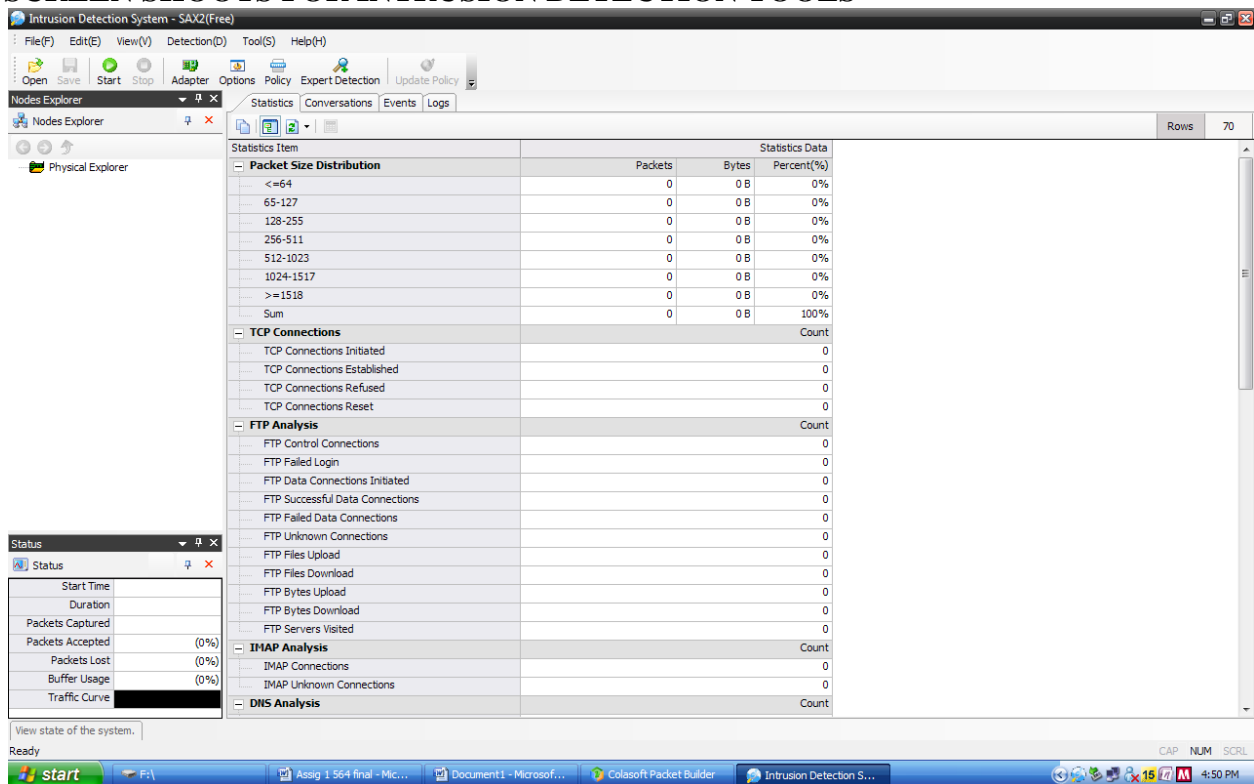 SCREEN SHOOTS FOR INTRUSION DETECTION TOOLS
Intrusion Detection System - SAX2(Free)
File(F) Edit(E) View(V) Detection(D) Tool(S) Help(H)
Open Save Start Stop Adapter Options Policy Expert Detection Update Policy
Nodes Explorer
Statistics Conversations Events Logs
Nodes Explorer
Rows 70
Physical Explorer
Statistics Item Statistics Data
Packet Size Distribution Packets Bytes Percent(%)
<=64 0 0 B 0%
65-127 0 0 B 0%
128-255 0 0 B 0%
256-511 0 0 B 0%
512-1023 0 0 B 0%
1024-1517 0 0 B 0%
>=1518 0 0 B 0%
Sum 0 0 B 100%
TCP Connections Count
TCP Connections Initiated 0
TCP Connections Established 0
TCP Connections Refused 0
TCP Connections Reset 0
FTP Analysis Count
FTP Control Connections 0
FTP Failed Login 0
FTP Data Connections Initiated 0
FTP Successful Data Connections 0
FTP Failed Data Connections 0
FTP Unknown Connections 0
FTP Files Upload 0
FTP Files Download 0
FTP Bytes Upload 0
FTP Bytes Download 0
FTP Servers Visited 0
IMAP Analysis Count
IMAP Connections 0
IMAP Unknown Connections 0
DNS Analysis Count
Status
Status
Start Time
Duration
Packets Captured
Packets Accepted (0%)
Packets Lost (0%)
Buffer Usage (0%)
Traffic Curve
View state of the system.
Ready
CAP NUM SCRL
start F:\ Assig 1 564 final - Mic... Document1 - Microsof... Colasoft Packet Builder Intrusion Detection S... 15 4:50 PM